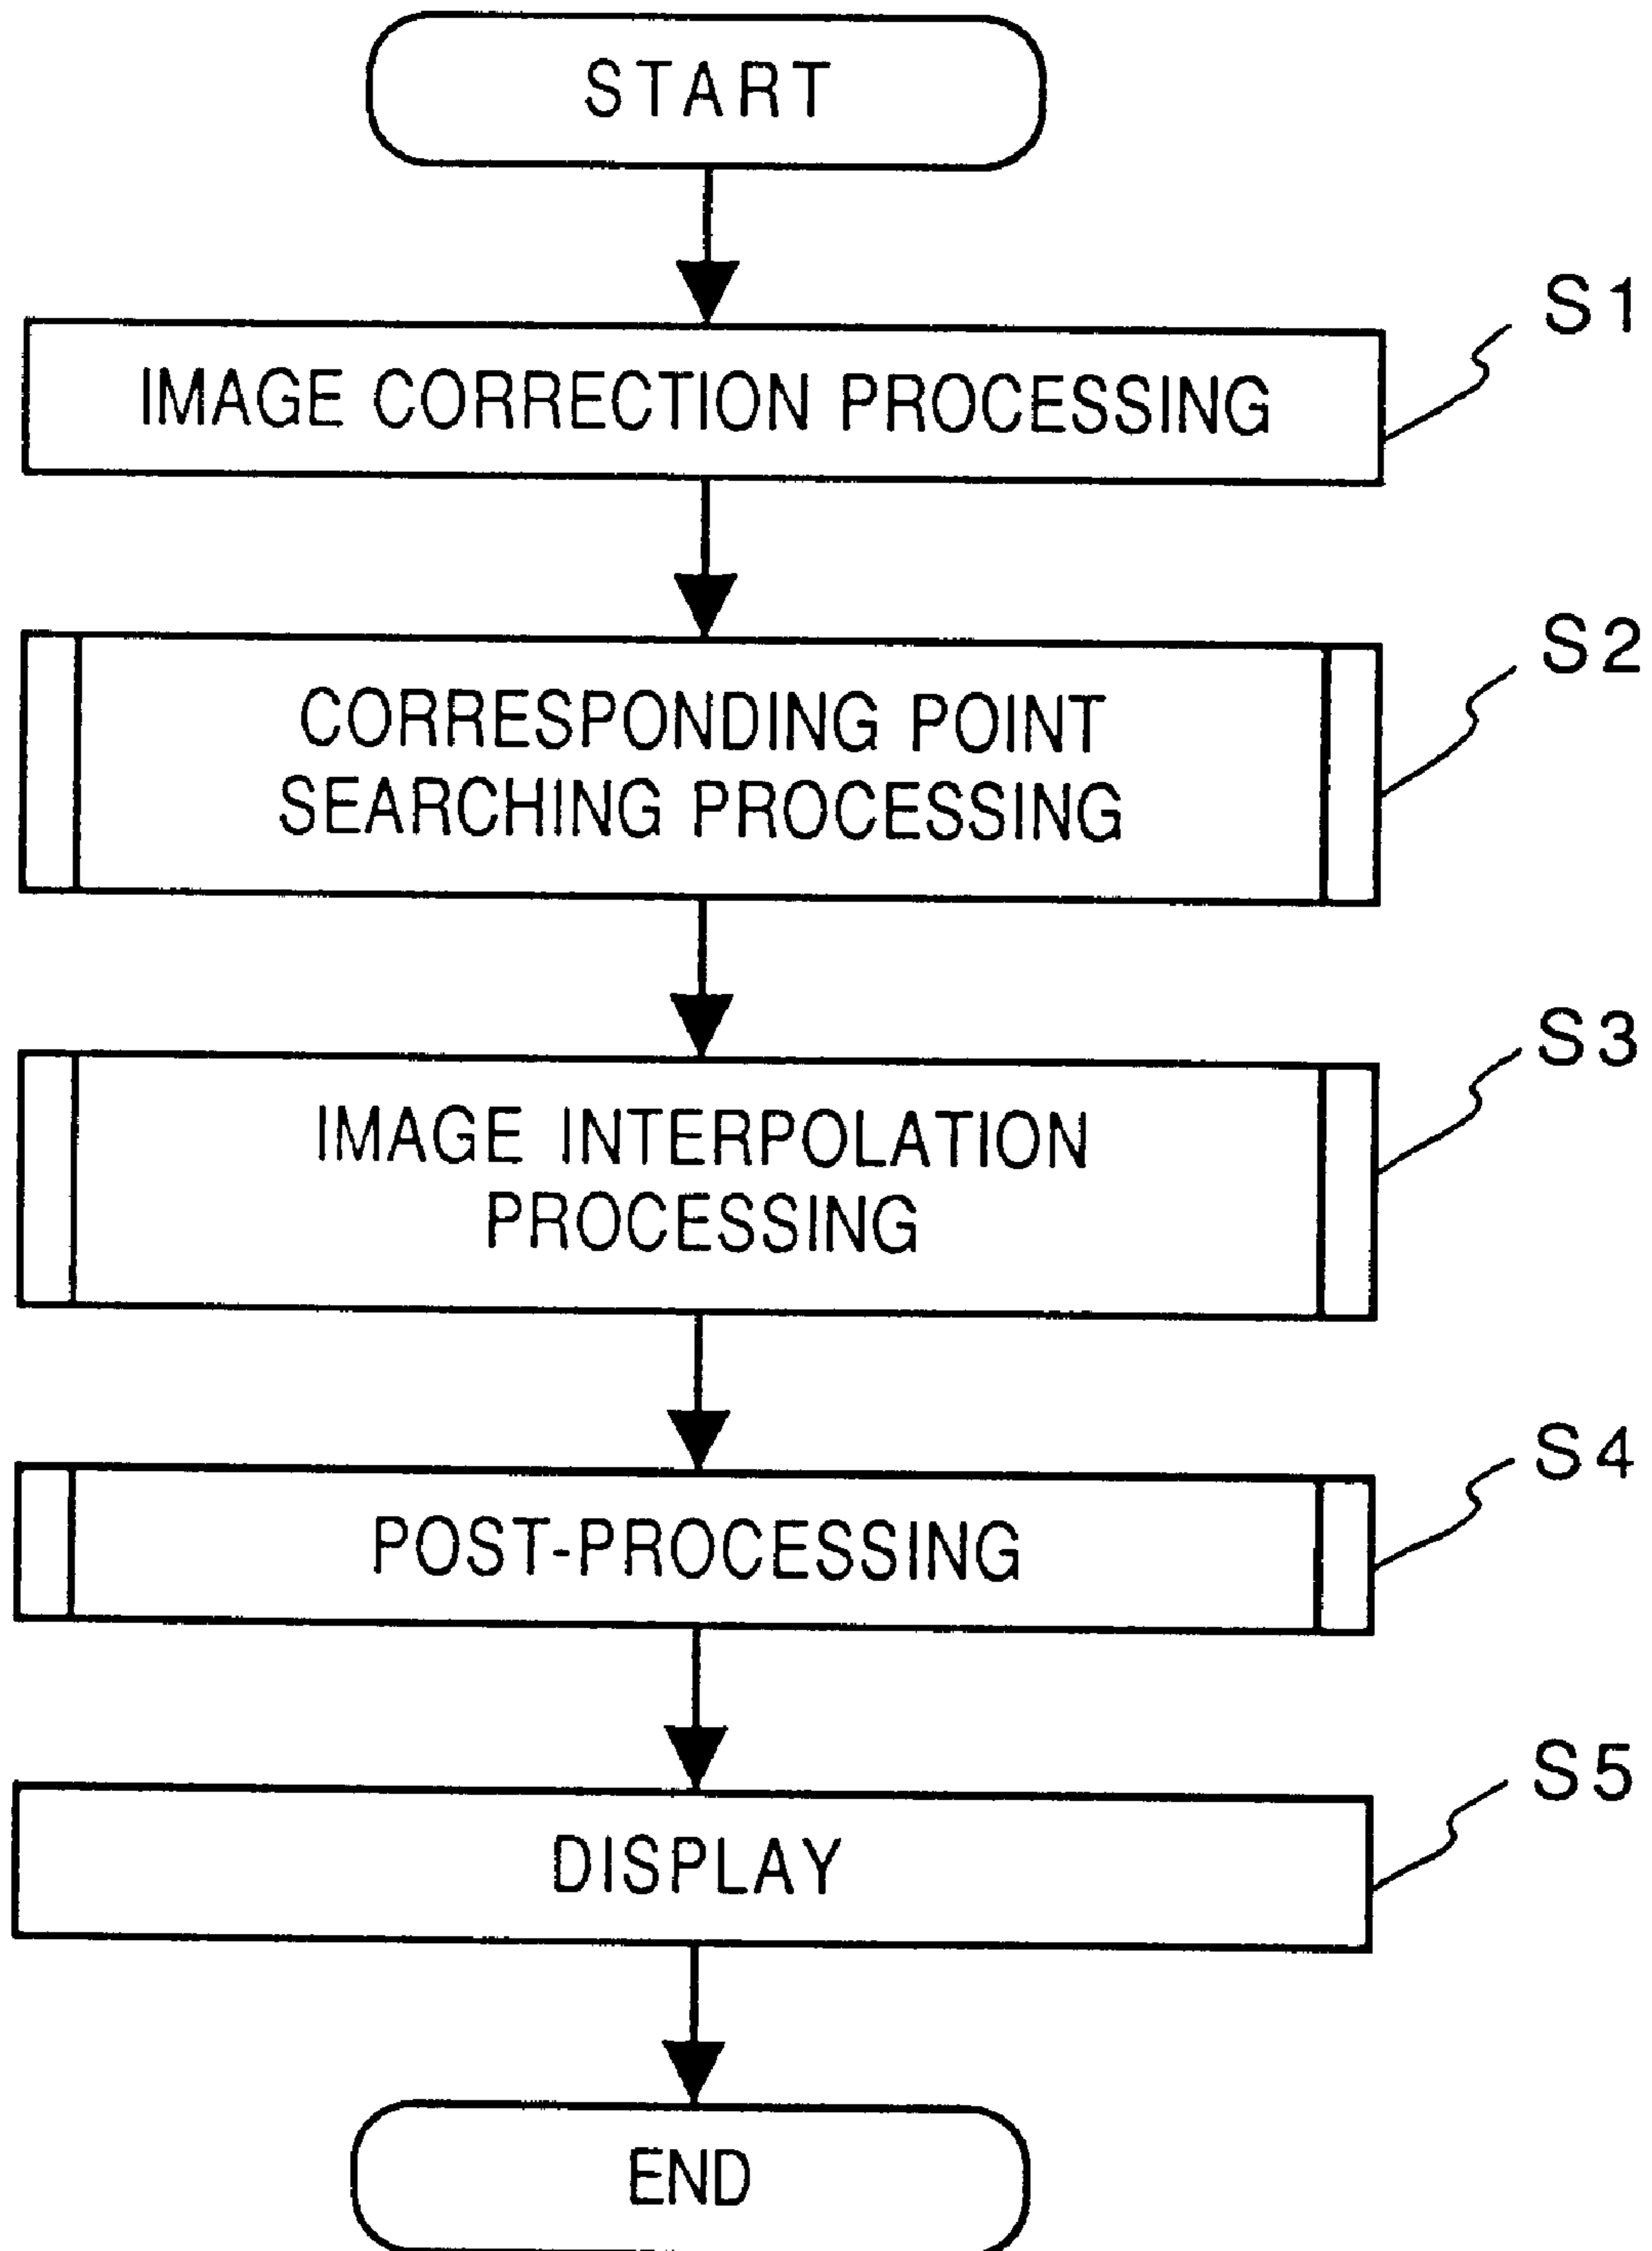 START
S1
IMAGE CORRECTION PROCESSING
S2
CORRESPONDING POINT
SEARCHING PROCESSING
S3
IMAGE INTERPOLATION
PROCESSING
S4
POST-PROCESSING
S5
DISPLAY
END